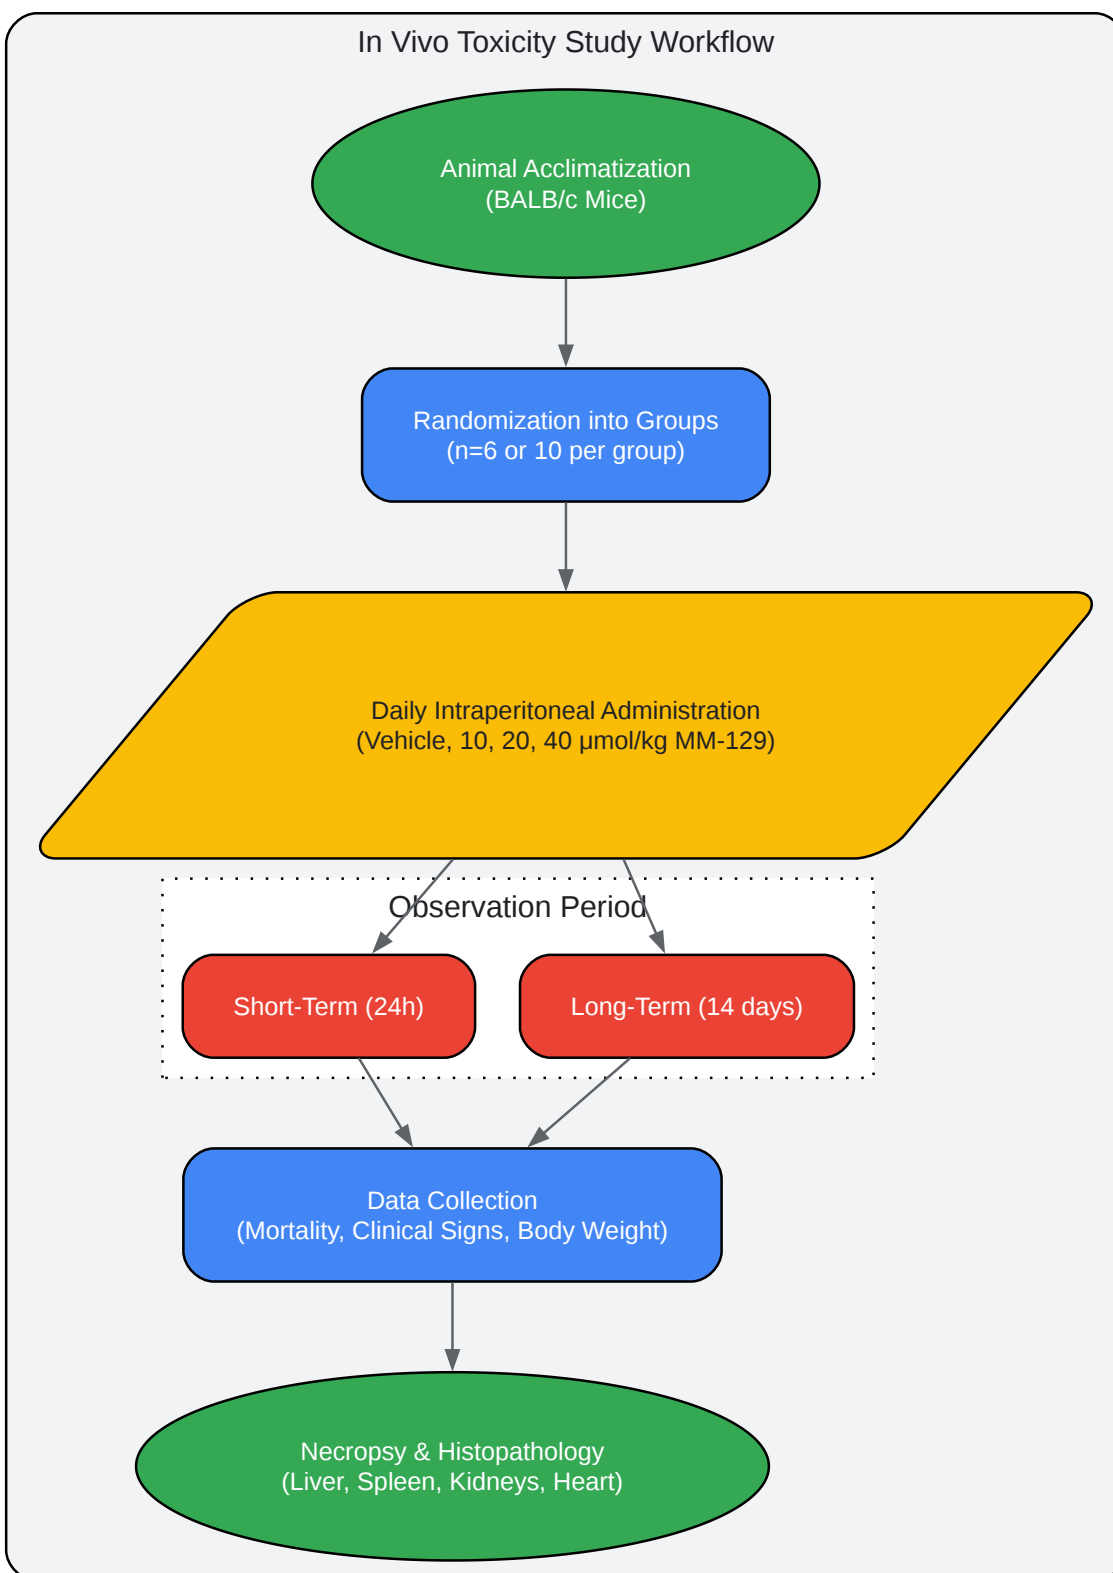 In Vivo Toxicity Study Workflow
Animal Acclimatization
(BALB/c Mice)
Randomization into Groups
(n=6 or 10 per group)
Daily Intraperitoneal Administration
(Vehicle, 10, 20, 40 μmol/kg MM-129)
Observation Period
Short-Term (24h)
Long-Term (14 days)
Data Collection
(Mortality, Clinical Signs, Body Weight)
Necropsy & Histopathology
(Liver, Spleen, Kidneys, Heart)